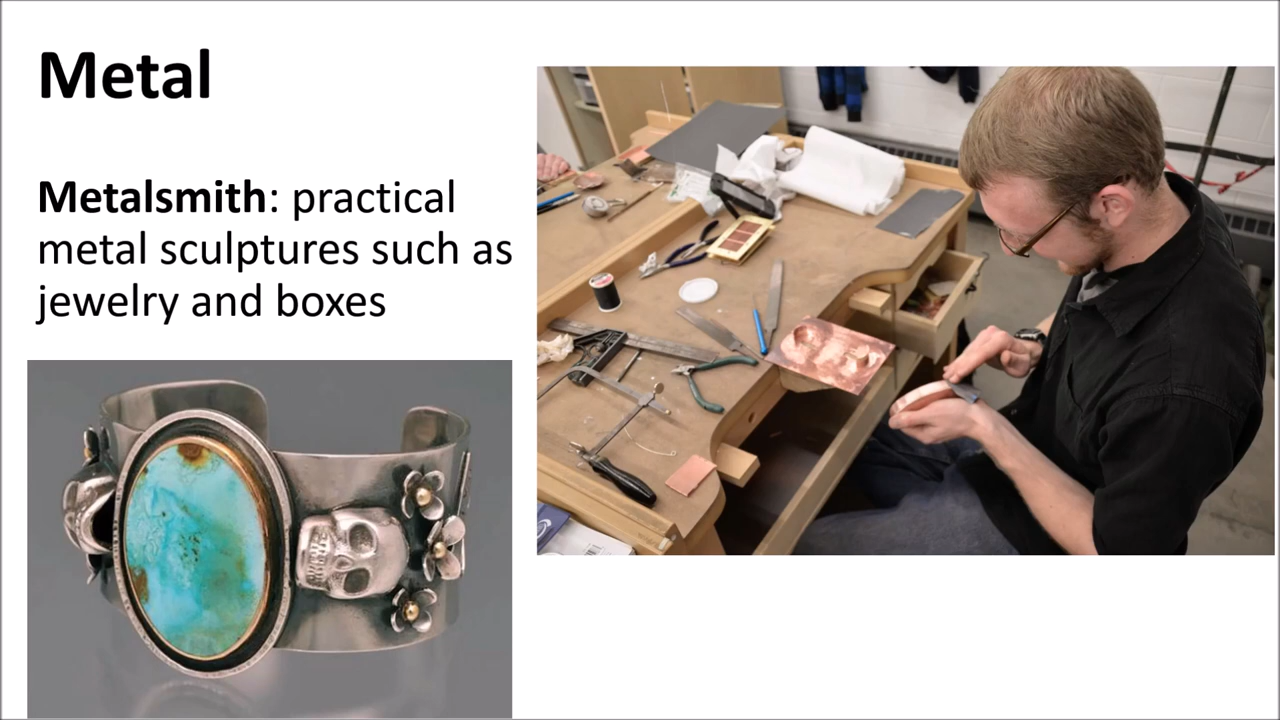 Metal
Metalsmith: practical
metal sculptures such as
jewelry and boxes